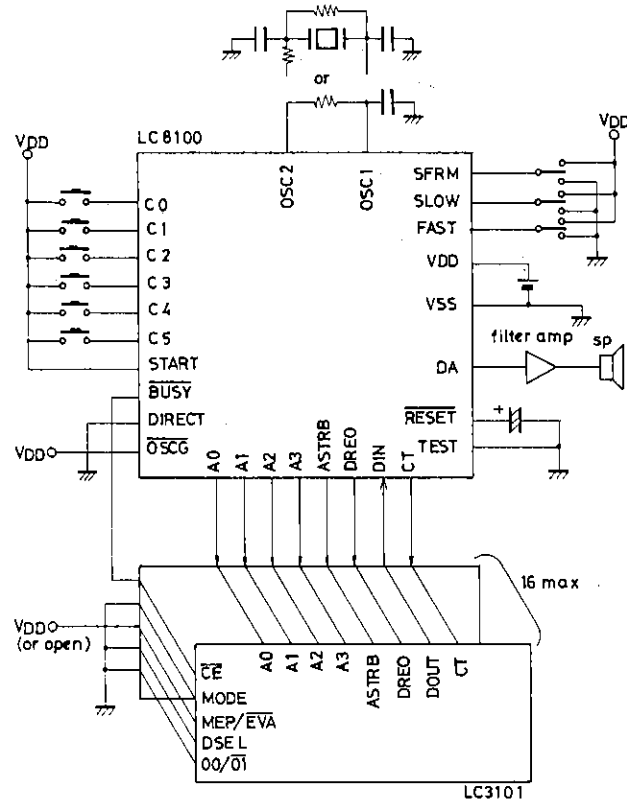 or
LC8100
VDD
OSC2
OSC1
VDD
C0
C1
C2
C3
C4
C5
START
BUSY
DIRECT
OSCG
VDD
SFRM
SLOW
FAST
VDD
VSS
filter amp
sp
DA
RESET
+
TEST
A0
A1
A2
A3
ASTRB
DREO
DIN
CT
16 max
VDD
(or open)
CE
MODE
MEP/EVA
DSEL
OO/O1
A0
A1
A2
A3
ASTRB
DREO
DOUT
CT
LC3101